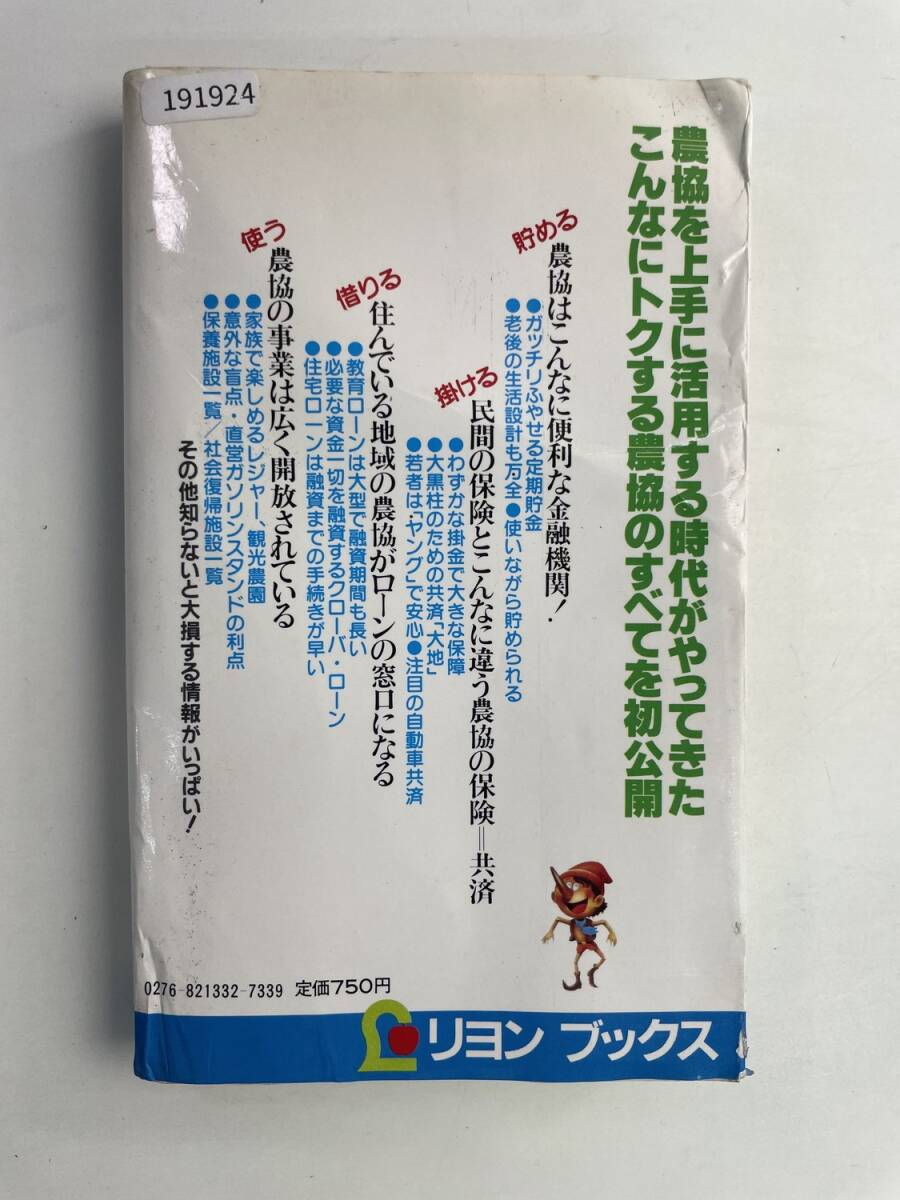 191924
農協を上手に活用する時代がやってきた
こんなにトクする農協のすべてを初公開
貯める
農協はこんなに便利な金融機関!
●ガッチリふやせる定期貯金
●老後の生活設計も万全●使いながら貯められる
掛ける
民間の保険とこんなに違う農協の保険=共済
●わずかな掛金で大きな保障
●大黒柱のための共済「大地」
●若者は、「ヤング」で安心●注目の自動車共済
借りる
住んでいる地域の農協がローンの窓口になる
●教育ローンは大型で融資期間も長い
●必要な資金一切を融資するクローバ・ローン
●住宅ローンは融資までの手続きが早い
使う
農協の事業は広く開放されている
●家族で楽しめるレジャー、観光農園
●意外な盲点・直営ガソリンスタンドの利点
●保養施設一覧/社会復帰施設一覧
その他知らないと大損する情報がいっぱい!
0276-821332-7339 定価750円
リヨン ブックス